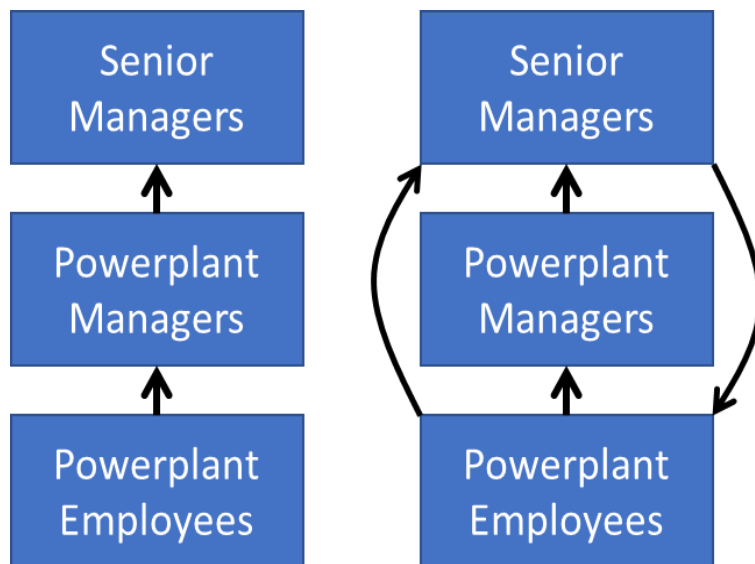 Senior
Managers
Powerplant
Managers
Powerplant
Employees
Senior
Managers
Powerplant
Managers
Powerplant
Employees